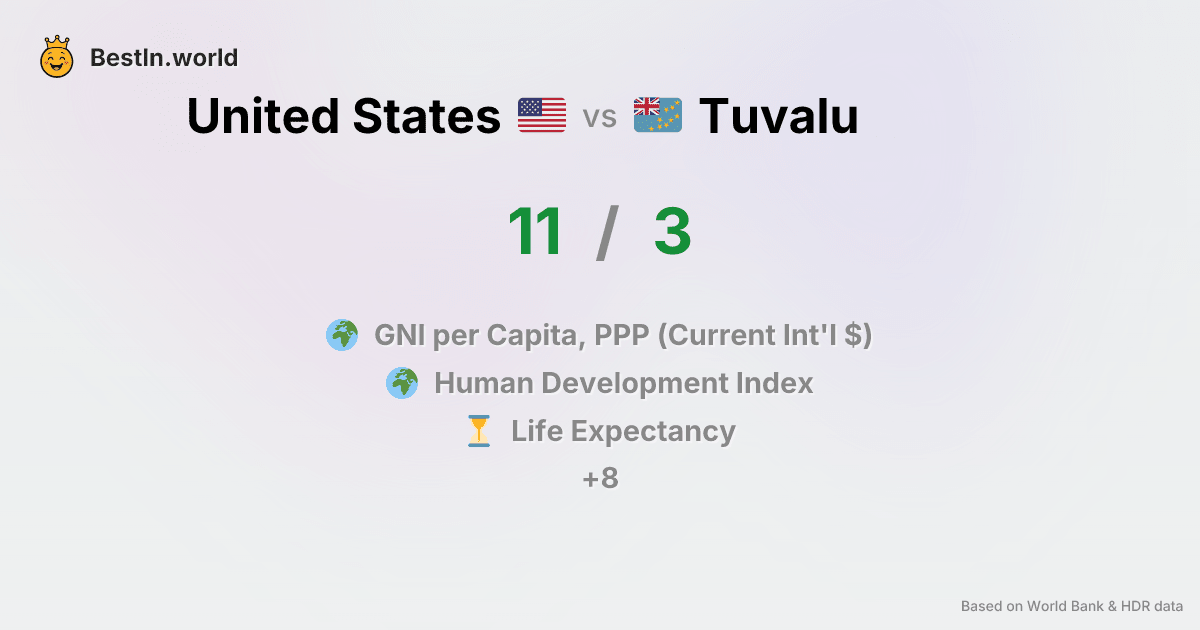 BestIn.world
United States vs Tuvalu
11 / 3
GNI per Capita, PPP (Current Int'l $)
Human Development Index
Life Expectancy
+8
Based on World Bank & HDR data